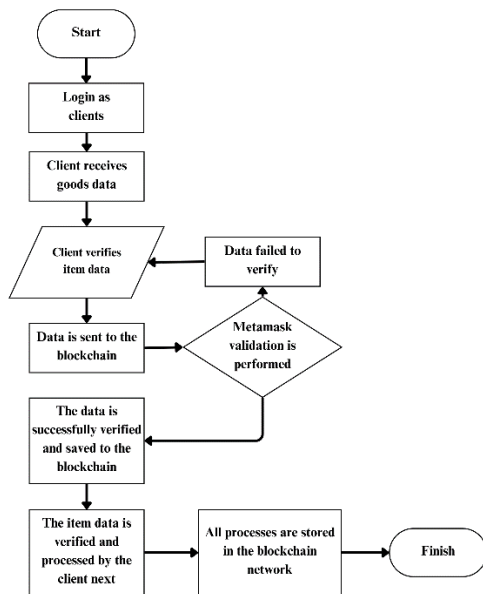 Start
Login as
clients
Client receives
goods data
Client verifies
item data
Data failed to
verify
Data is sent to the
blockchain
Metamask
validation is
performed
The data is
successfully verified
and saved to the
blockchain
The item data is
verified and
processed by the
client next
All processes are stored
in the blockchain
network
Finish